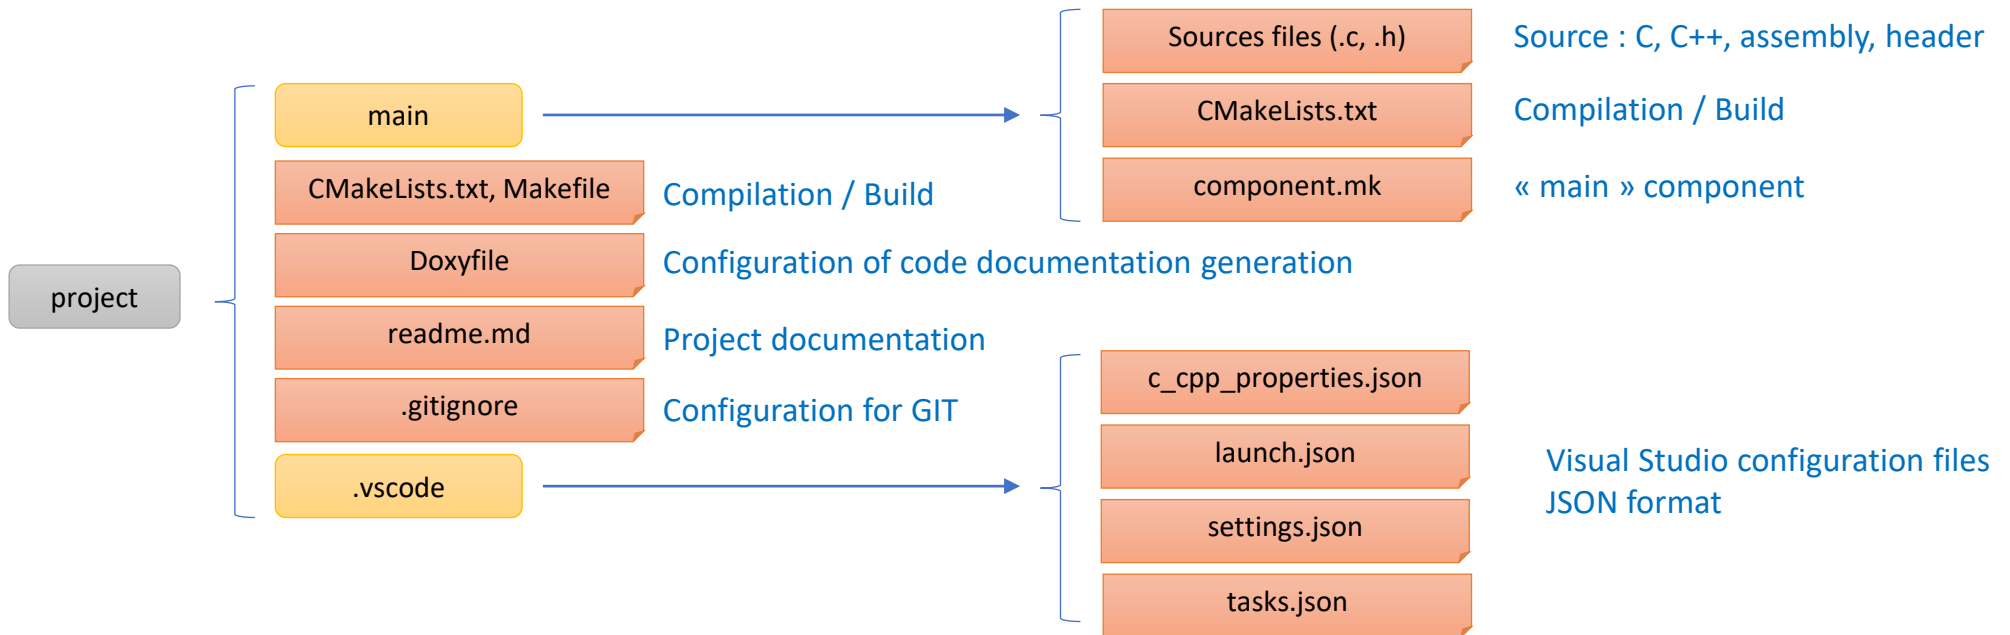 project
main
CMakeLists.txt, Makefile
Compilation / Build
Doxyfile
Configuration of code documentation generation
readme.md
Project documentation
.gitignore
Configuration for GIT
.vscode
Sources files (.c, .h)
Source : C, C++, assembly, header
CMakeLists.txt
Compilation / Build
component.mk
« main » component
c_cpp_properties.json
launch.json
settings.json
tasks.json
Visual Studio configuration files
JSON format